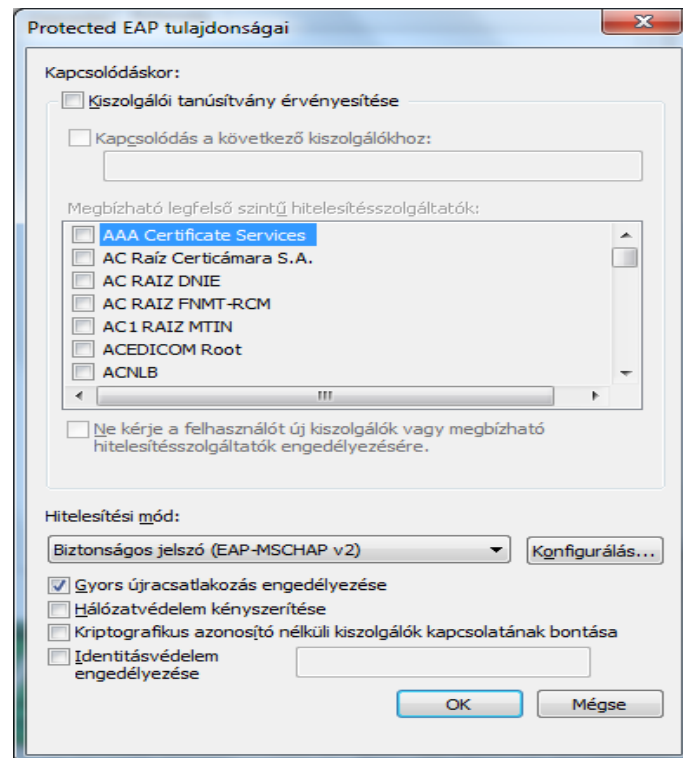 Protected EAP tulajdonságai
Kapcsolódáskor:
Kiszolgálói tanúsítvány érvényesítése
Kapcsolódás a következő kiszolgálókhoz:
Megbízható legfelső szintű hitelesítésszolgáltatók:
AAA Certificate Services
AC Raíz Certicámara S.A.
AC RAIZ DNIE
AC RAIZ FNMT-RCM
AC1 RAIZ MTIN
ACEDICOM Root
ACNLB
Ne kérje a felhasználót új kiszolgálók vagy megbízható
hitelesítésszolgáltatók engedélyezésére.
Hitelesítési mód:
Biztonságos jelszó (EAP-MSCHAP v2)
Konfigurálás...
Gyors újracsatlakozás engedélyezése
Hálózatvédelem kényszerítése
Kriptografikus azonosító nélküli kiszolgálók kapcsolatának bontása
Identitásvédelem
engedélyezése
OK
Mégse